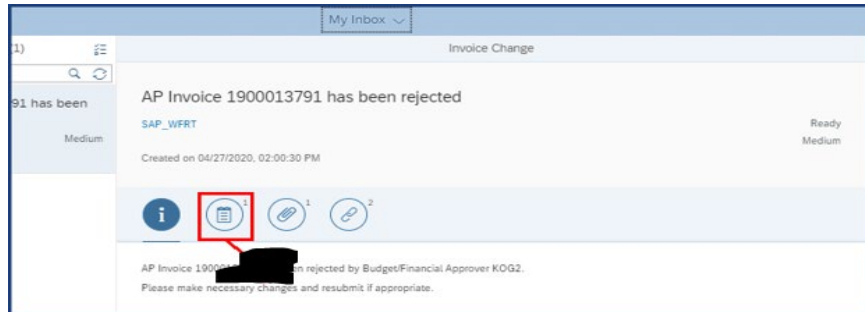 My Inbox
(1)
Invoice Change
91 has been
Medium
AP Invoice 1900013791 has been rejected
SAP_WFRT
Created on 04/27/2020, 02:00:30 PM
Ready
Medium
i
1
1
2
AP Invoice 1900 en rejected by Budget/Financial Approver KOG2.
Please make necessary changes and resubmit if appropriate.